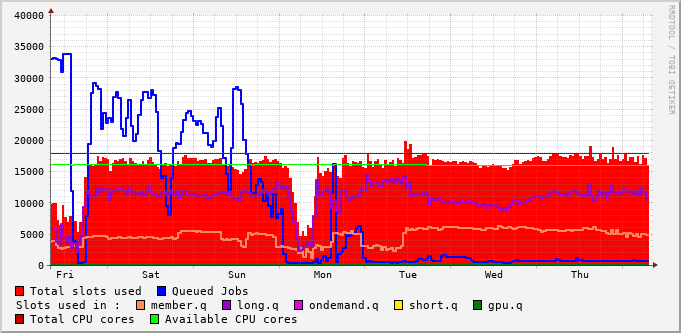 40000
35000
30000
25000
20000
15000
10000
5000
0
Fri Sat Sun Mon Tue Wed Thu
RRDTOOL / TOBI OETIKER
Total slots used Queued Jobs
Slots used in : member.q long.q ondemand.q short.q gpu.q
Total CPU cores Available CPU cores